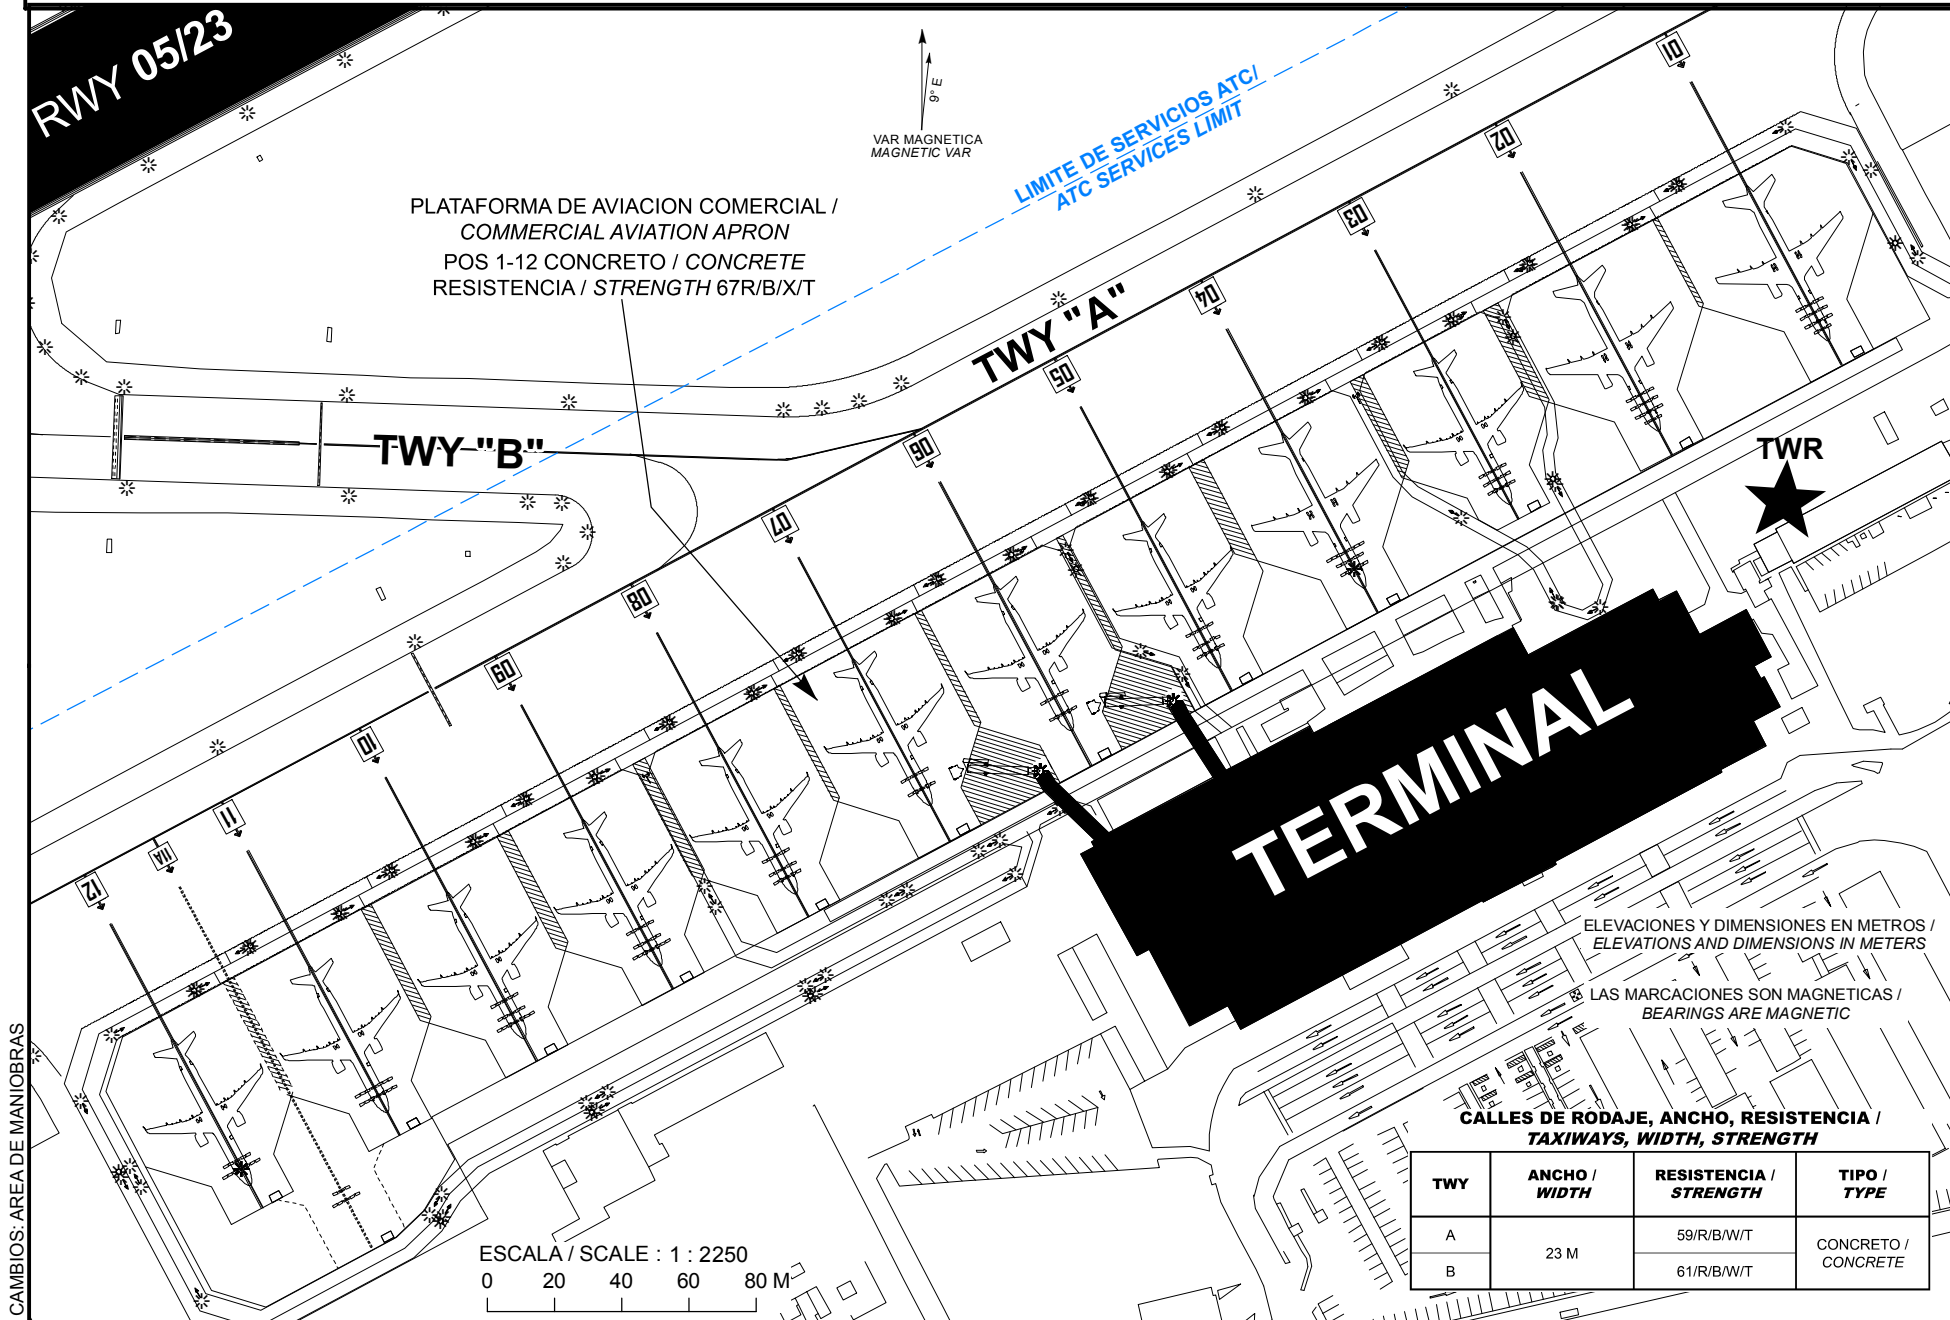 RWY 05/23
9° E
VAR MAGNETICA
MAGNETIC VAR
LIMITE DE SERVICIOS ATC/
ATC SERVICES LIMIT
PLATAFORMA DE AVIACION COMERCIAL /
COMMERCIAL AVIATION APRON
POS 1-12 CONCRETO / CONCRETE
RESISTENCIA / STRENGTH 67R/B/X/T
TWY "A"
TWY "B"
01
02
03
04
05
06
07
08
09
10
11
11A
12
TWR
TERMINAL
ELEVACIONES Y DIMENSIONES EN METROS /
ELEVATIONS AND DIMENSIONS IN METERS
LAS MARCACIONES SON MAGNETICAS /
BEARINGS ARE MAGNETIC
CALLES DE RODAJE, ANCHO, RESISTENCIA /
TAXIWAYS, WIDTH, STRENGTH
TWY
ANCHO /
WIDTH
RESISTENCIA /
STRENGTH
TIPO /
TYPE
A
23 M
59/R/B/W/T
CONCRETO /
CONCRETE
B
61/R/B/W/T
ESCALA / SCALE : 1 : 2250
0 20 40 60 80 M
CAMBIOS: AREA DE MANIOBRAS